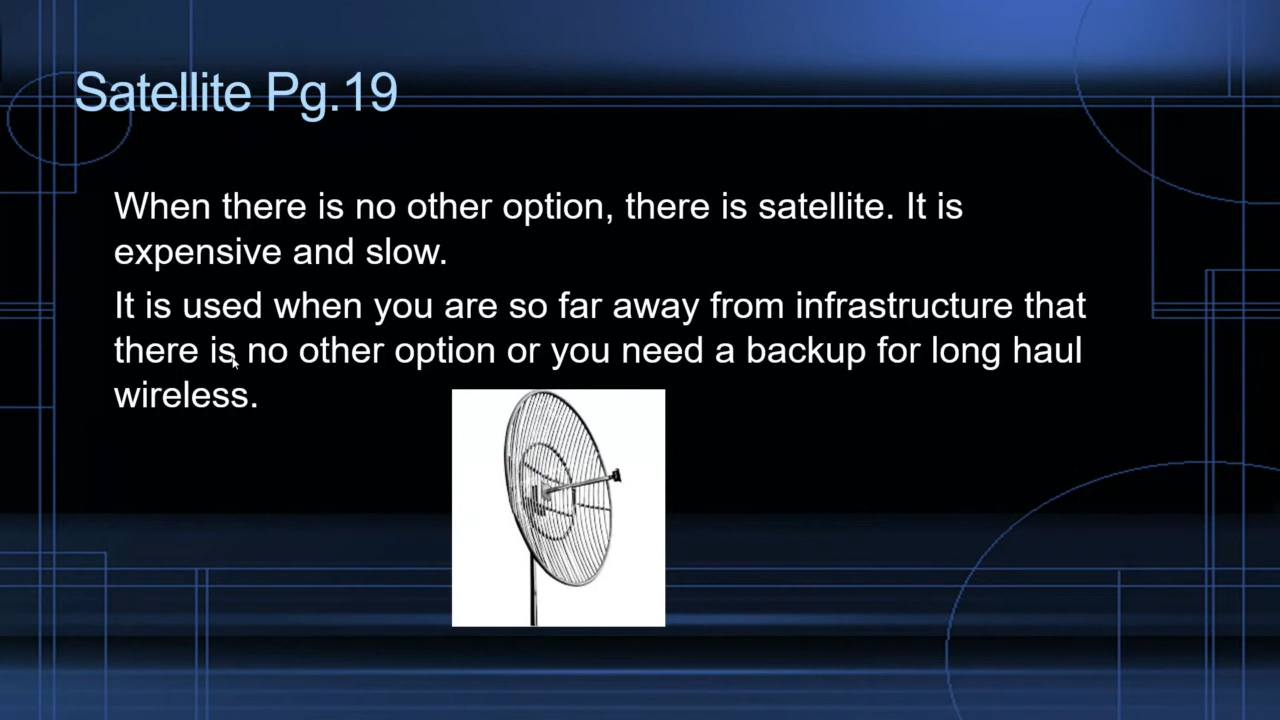 Satellite Pg.19
When there is no other option, there is satellite. It is
expensive and slow.
It is used when you are so far away from infrastructure that
there is no other option or you need a backup for long haul
wireless.